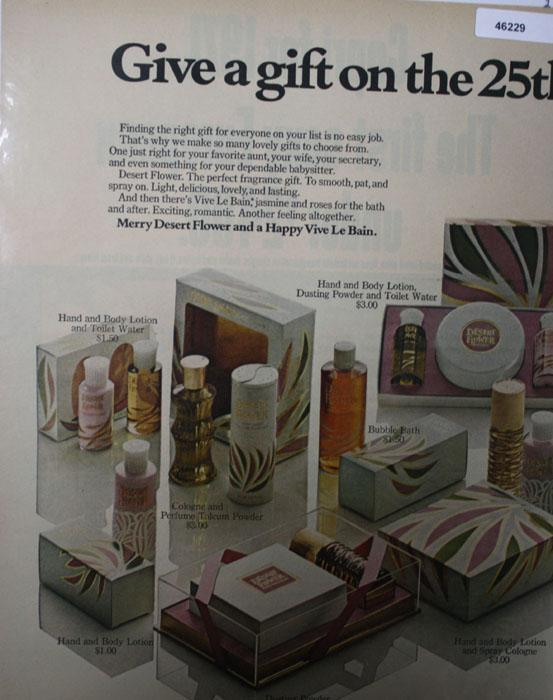 46229
Give a gift on the 25t
Finding the right gift for everyone on your list is no easy job.
That's why we make so many lovely gifts to choose from.
One just right for your favorite aunt, your wife, your secretary,
and even something for your dependable babysitter.
Desert Flower. The perfect fragrance gift. To smooth, pat, and
spray on. Light, delicious, lovely, and lasting.
And then there's Vive Le Bain, jasmine and roses for the bath
and after. Exciting, romantic. Another feeling altogether.
Merry Desert Flower and a Happy Vive Le Bain.
Hand and Body Lotion,
Dusting Powder and Toilet Water
$3.00
Hand and Body Lotion
and Toilet Water
$1.50
DESERT
FLOWER
Bubble Bath
$1.50
Cologne and
Perfume Talcum Powder
$3.00
Hand and Body Lotion
$1.00
Hand and Body Lotion
and Spray Cologne
$3.00
Dusting Powder